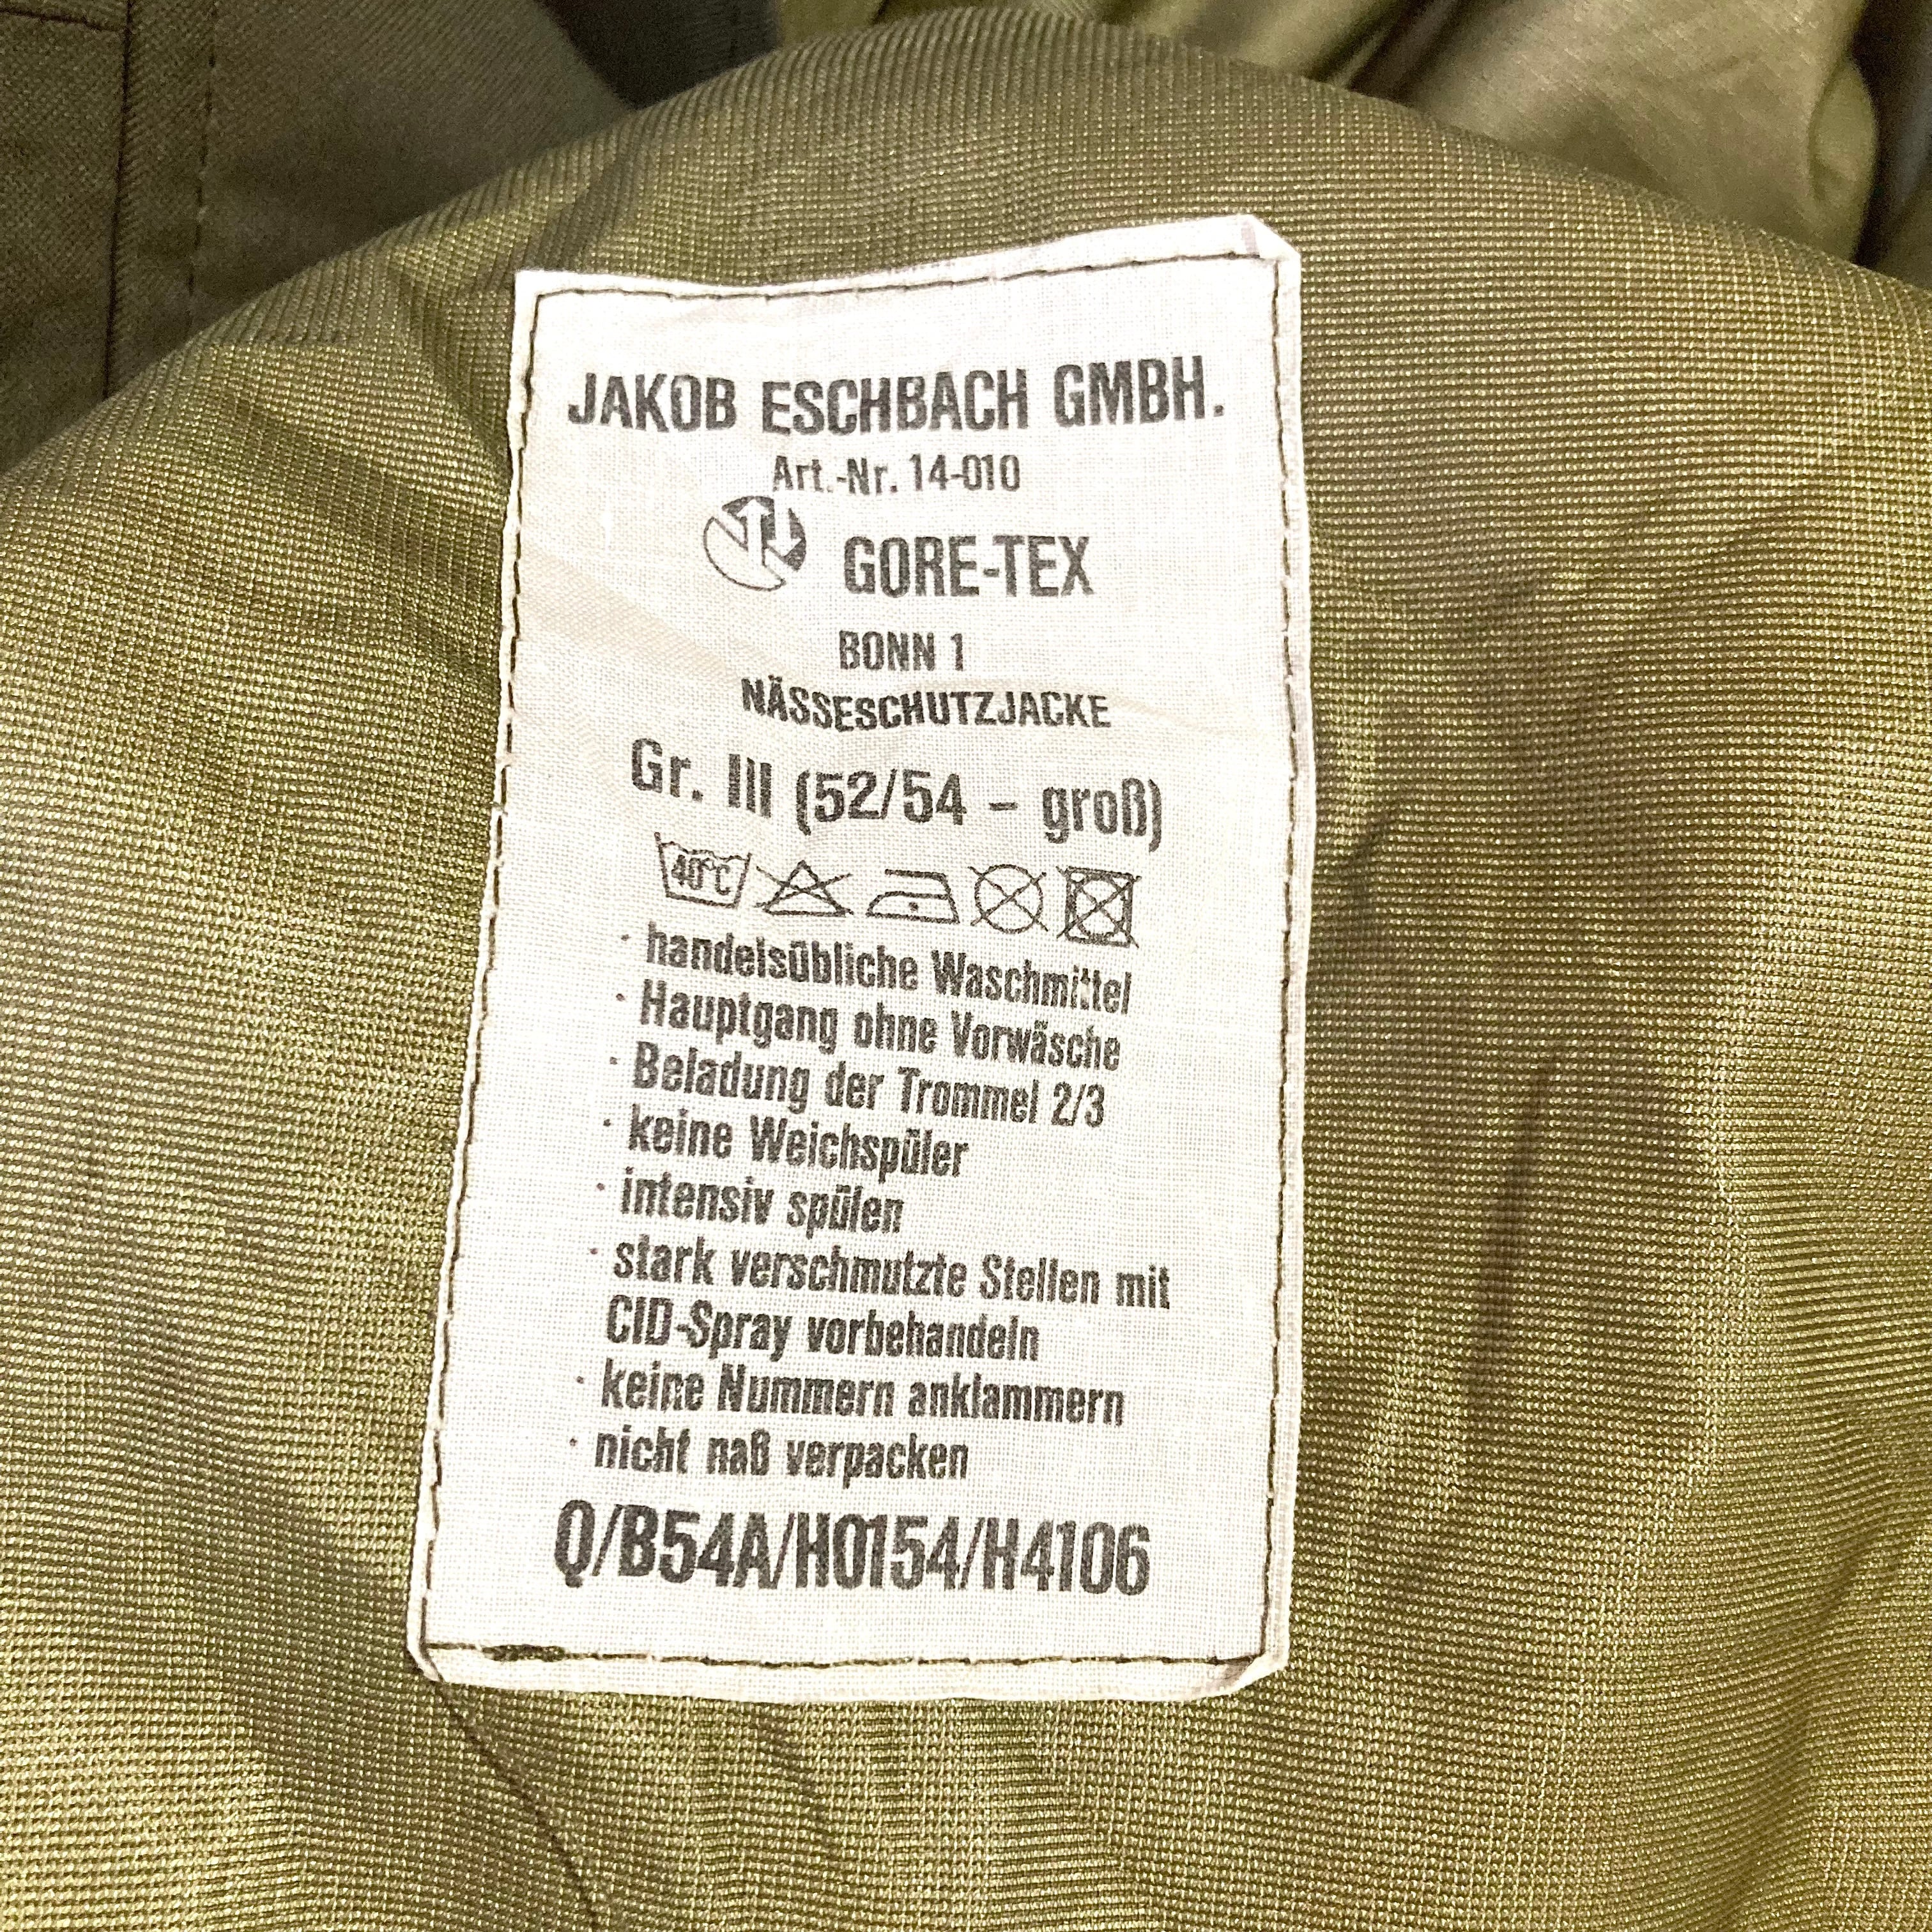 JAKOB ESCHBACH GMBH.
Art.-Nr. 14-010
GORE-TEX
BONN 1
NÄSSESCHUTZJACKE
Gr. III (52/54 - groß)
40°C
· handelsübliche Waschmittel
· Hauptgang ohne Vorwäsche
· Beladung der Trommel 2/3
· keine Weichspüler
· intensiv spülen
· stark verschmutzte Stellen mit
CID-Spray vorbehandeln
· keine Nummern anklammern
· nicht naß verpacken
Q/B54A/H0154/H4106